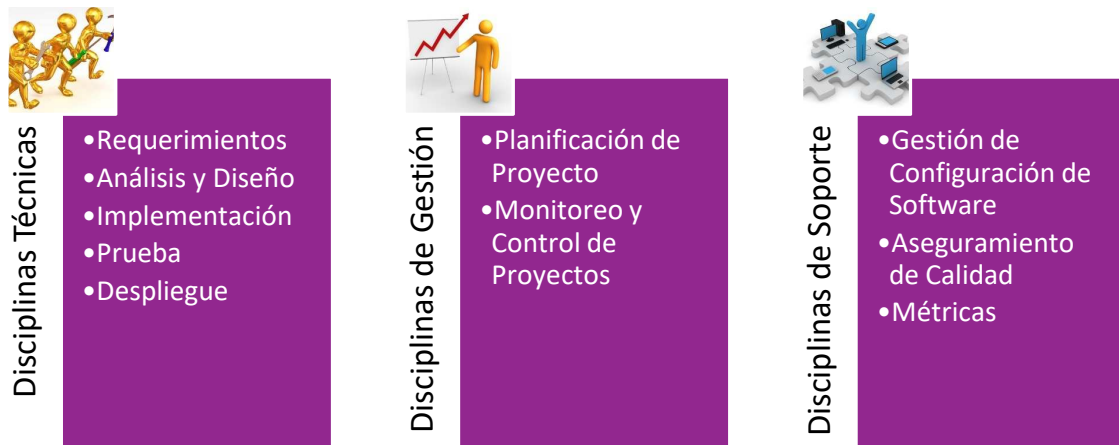 Disciplinas Técnicas
•Requerimientos
•Análisis y Diseño
•Implementación
•Prueba
•Despliegue
Disciplinas de Gestión
•Planificación de
Proyecto
•Monitoreo y
Control de
Proyectos
Disciplinas de Soporte
•Gestión de
Configuración de
Software
•Aseguramiento
de Calidad
•Métricas